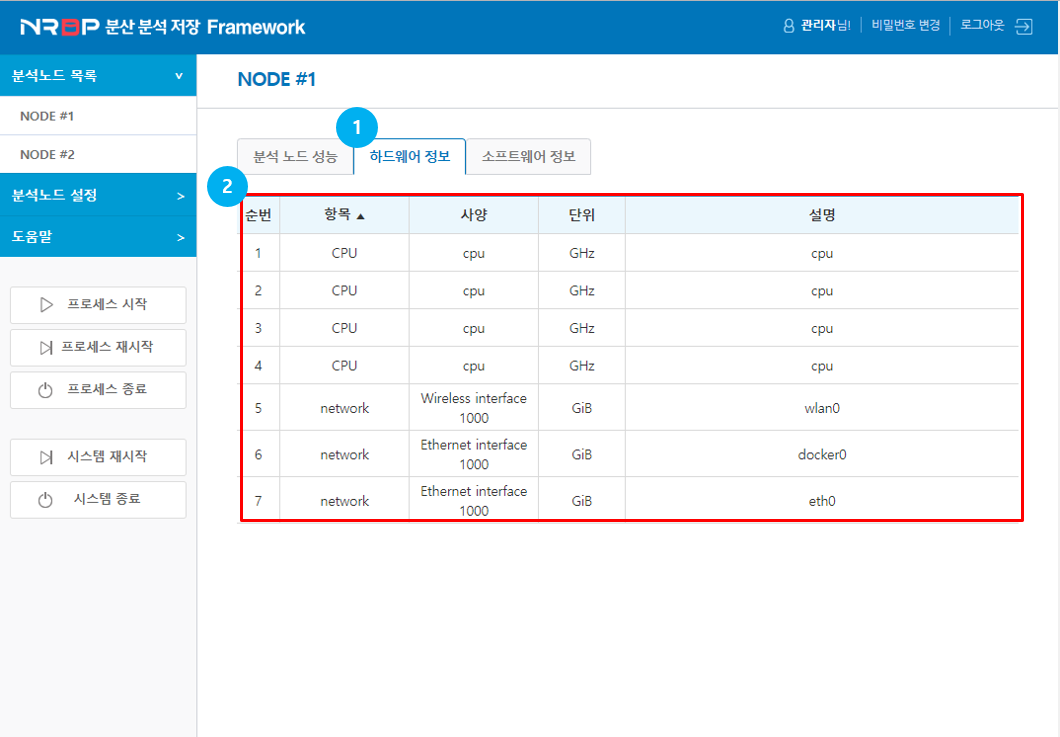 NRBP 분산 분석 저장 Framework
관리자님! 비밀번호 변경 로그아웃
분석노드 목록
NODE #1
NODE #2
분석노드 설정 >
도움말 >
프로세스 시작
프로세스 재시작
프로세스 종료
시스템 재시작
시스템 종료
NODE #1
1
분석 노드 성능 하드웨어 정보 소프트웨어 정보
2
순번 항목 ▲ 사양 단위 설명
1 CPU cpu GHz cpu
2 CPU cpu GHz cpu
3 CPU cpu GHz cpu
4 CPU cpu GHz cpu
5 network Wireless interface GiB wlan0
1000
6 network Ethernet interface GiB docker0
1000
7 network Ethernet interface GiB eth0
1000